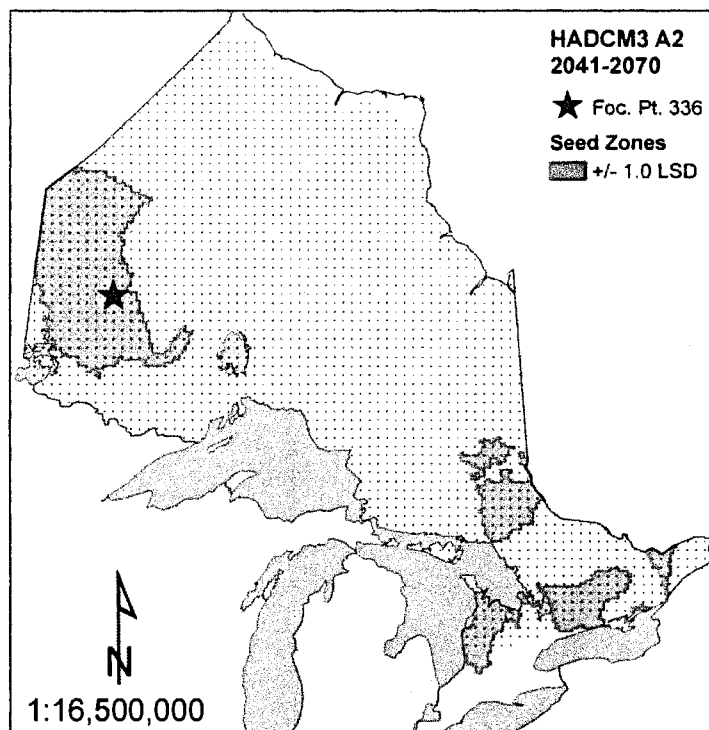 HADCM3 A2
2041-2070
Foc. Pt. 336
Seed Zones
+/- 1.0 LSD
N
1:16,500,000